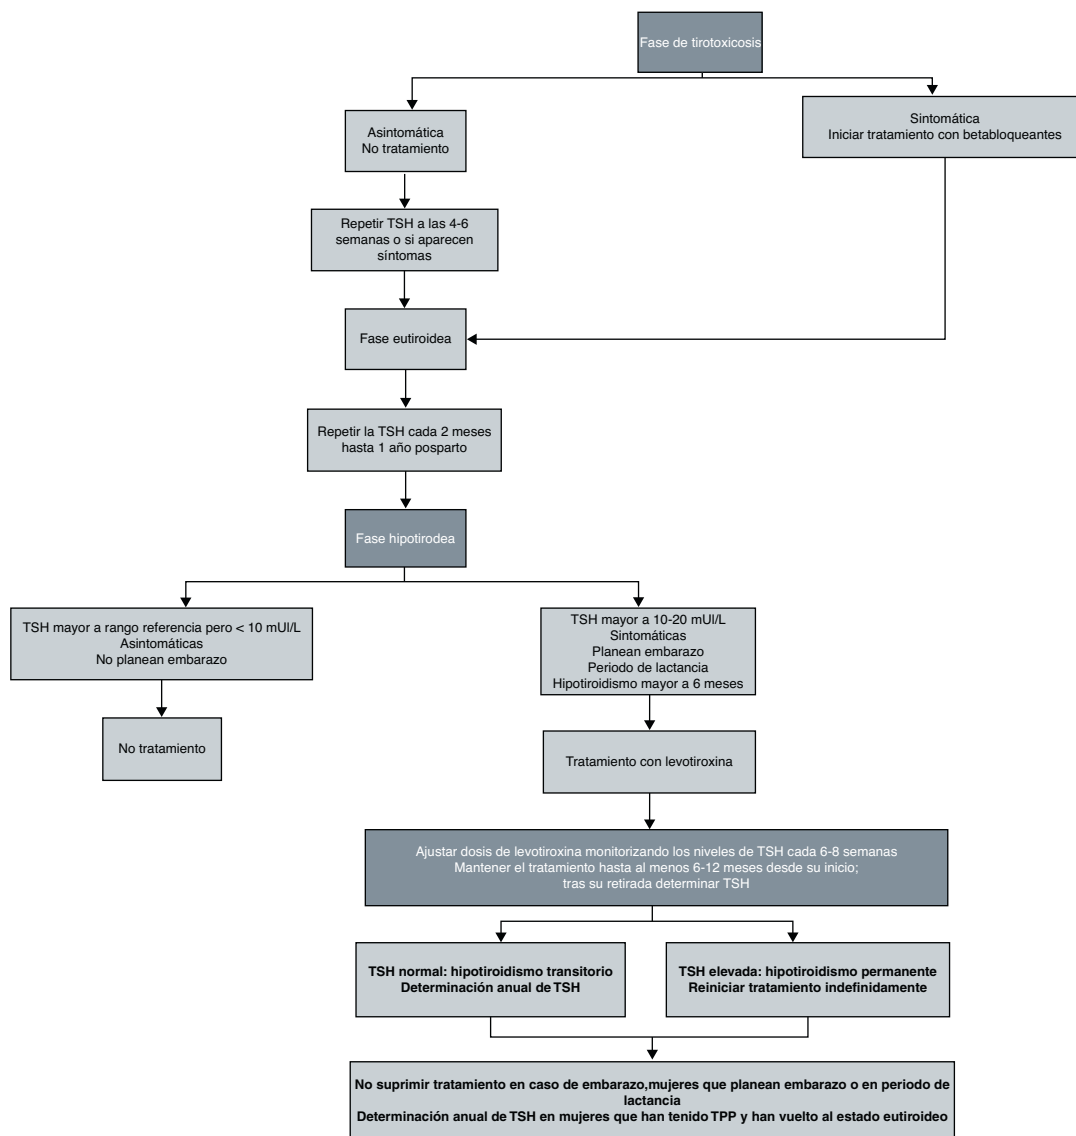 Fase de tirotoxicosis
Asintomática
No tratamiento
Sintomática
Iniciar tratamiento con betabloqueantes
Repetir TSH a las 4-6
semanas o si aparecen
síntomas
Fase eutiroidea
Repetir la TSH cada 2 meses
hasta 1 año posparto
Fase hipotirodea
TSH mayor a rango referencia pero < 10 mUI/L
Asintomáticas
No planean embarazo
TSH mayor a 10-20 mUI/L
Sintomáticas
Planean embarazo
Periodo de lactancia
Hipotiroidismo mayor a 6 meses
No tratamiento
Tratamiento con levotiroxina
Ajustar dosis de levotiroxina monitorizando los niveles de TSH cada 6-8 semanas
Mantener el tratamiento hasta al menos 6-12 meses desde su inicio;
tras su retirada determinar TSH
TSH normal: hipotiroidismo transitorio
Determinación anual de TSH
TSH elevada: hipotiroidismo permanente
Reiniciar tratamiento indefinidamente
No suprimir tratamiento en caso de embarazo,mujeres que planean embarazo o en periodo de
lactancia
Determinación anual de TSH en mujeres que han tenido TPP y han vuelto al estado eutiroideo